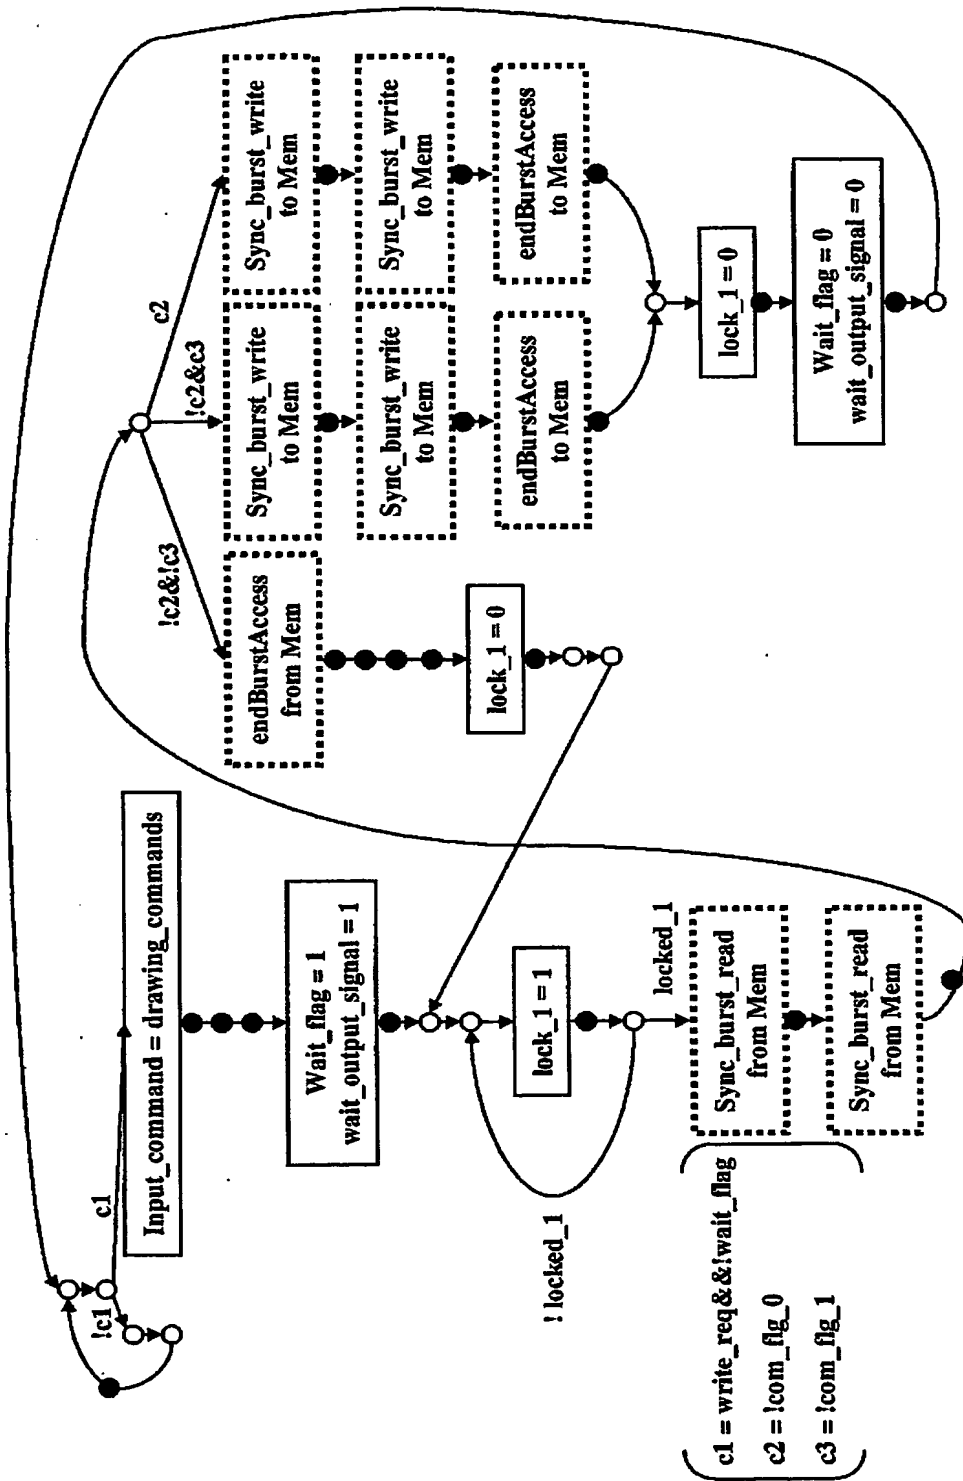 !c1
c1
Input_command = drawing_commands
Wait_flag = 1
wait_output_signal = 1
! locked_1
lock_1 = 1
locked_1
Sync_burst_read
from Mem
Sync_burst_read
from Mem
c1 = write_req&&!wait_flag
c2 = !com_flg_0
c3 = !com_flg_1
!c2&!c3
!c2&c3
c2
endBurstAccess
from Mem
lock_1 = 0
Sync_burst_write
to Mem
Sync_burst_write
to Mem
endBurstAccess
to Mem
Sync_burst_write
to Mem
Sync_burst_write
to Mem
endBurstAccess
to Mem
lock_1 = 0
Wait_flag = 0
wait_output_signal = 0